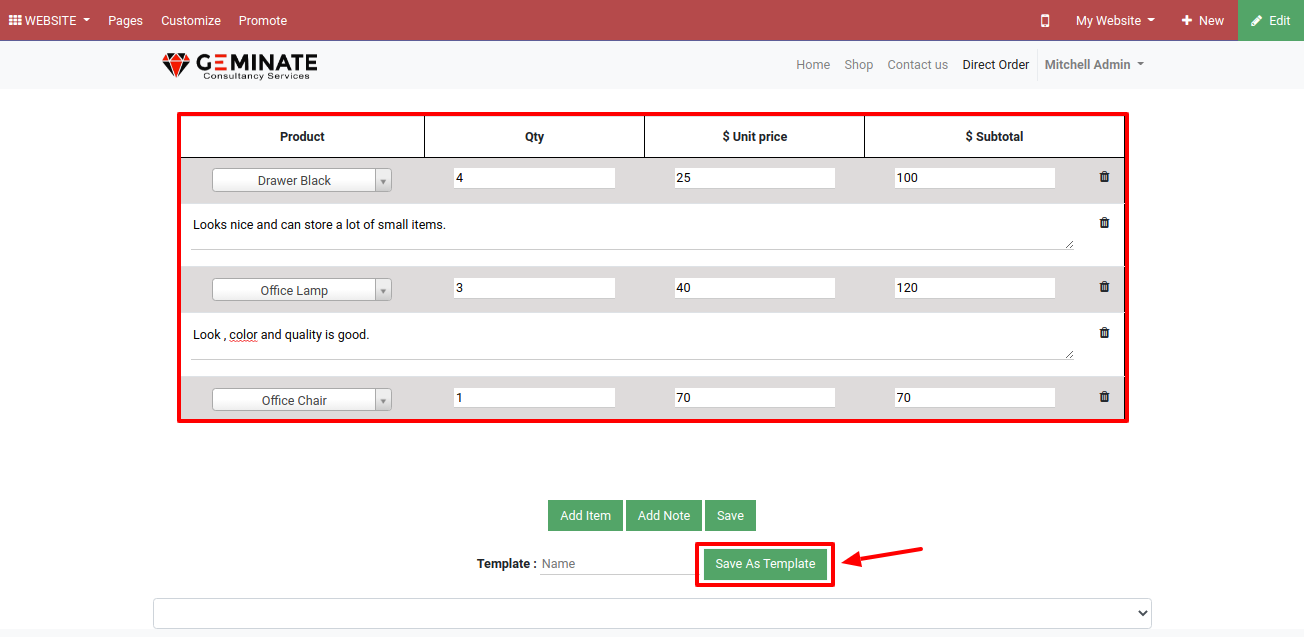 WEBSITE Pages Customize Promote My Website New Edit
GEMINATE
Consultancy Services
Home Shop Contact us Direct Order Mitchell Admin
Product Qty $ Unit price $ Subtotal
Drawer Black 4 25 100
Looks nice and can store a lot of small items.
Office Lamp 3 40 120
Look , color and quality is good.
Office Chair 1 70 70
Add Item Add Note Save
Template : Name Save As Template